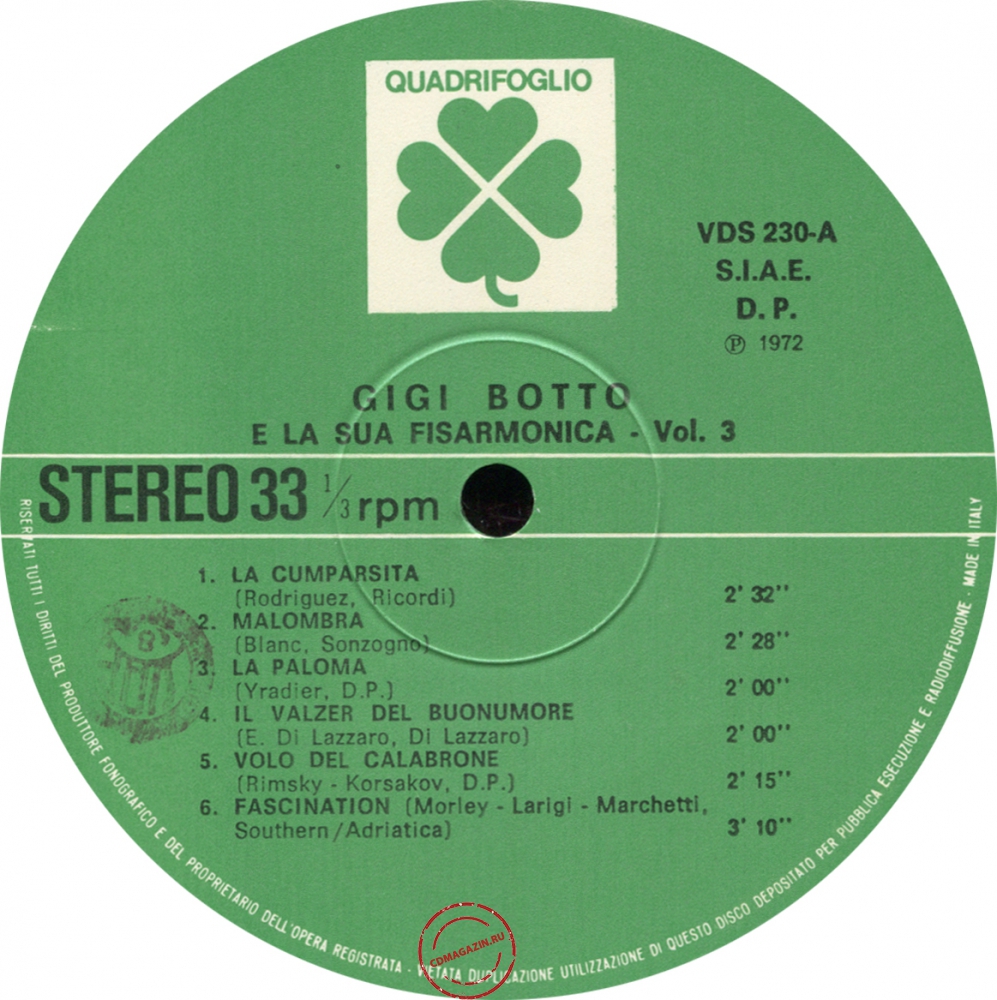 QUADRIFOGLIO
VDS 230-A
S.I.A.E.
D. P.
Ⓟ 1972
GIGI BOTTO
E LA SUA FISARMONICA - Vol. 3
STEREO 33 1/3 rpm
1. LA CUMPARSITA
(Rodriguez, Ricordi) 2' 32''
2. MALOMBRA
(Blanc, Sonzogno) 2' 28''
3. LA PALOMA
(Yradier, D.P.) 2' 00''
4. IL VALZER DEL BUONUMORE
(E. Di Lazzaro, Di Lazzaro) 2' 00''
5. VOLO DEL CALABRONE
(Rimsky - Korsakov, D.P.) 2' 15''
6. FASCINATION (Morley - Larigi - Marchetti,
Southern/Adriatica) 3' 10''
RISERVATI TUTTI I DIRITTI DEL PRODUTTORE FONOGRAFICO E DEL PROPRIETARIO DELL'OPERA REGISTRATA - VIETATA DUPLICAZIONE UTILIZZAZIONE DI QUESTO DISCO DEPOSITATO PER PUBBLICA ESECUZIONE E RADIODIFFUSIONE - MADE IN ITALY
CDMAGAZIN.RU